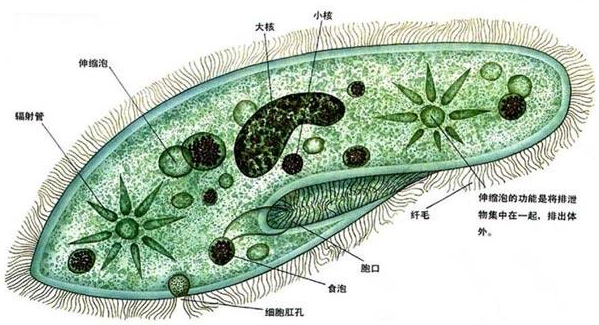 小核
大核
伸缩泡
辐射管
伸缩泡的功能是将排泄
物集中在一起，排出体
外。
纤毛
胞口
食泡
细胞肛孔